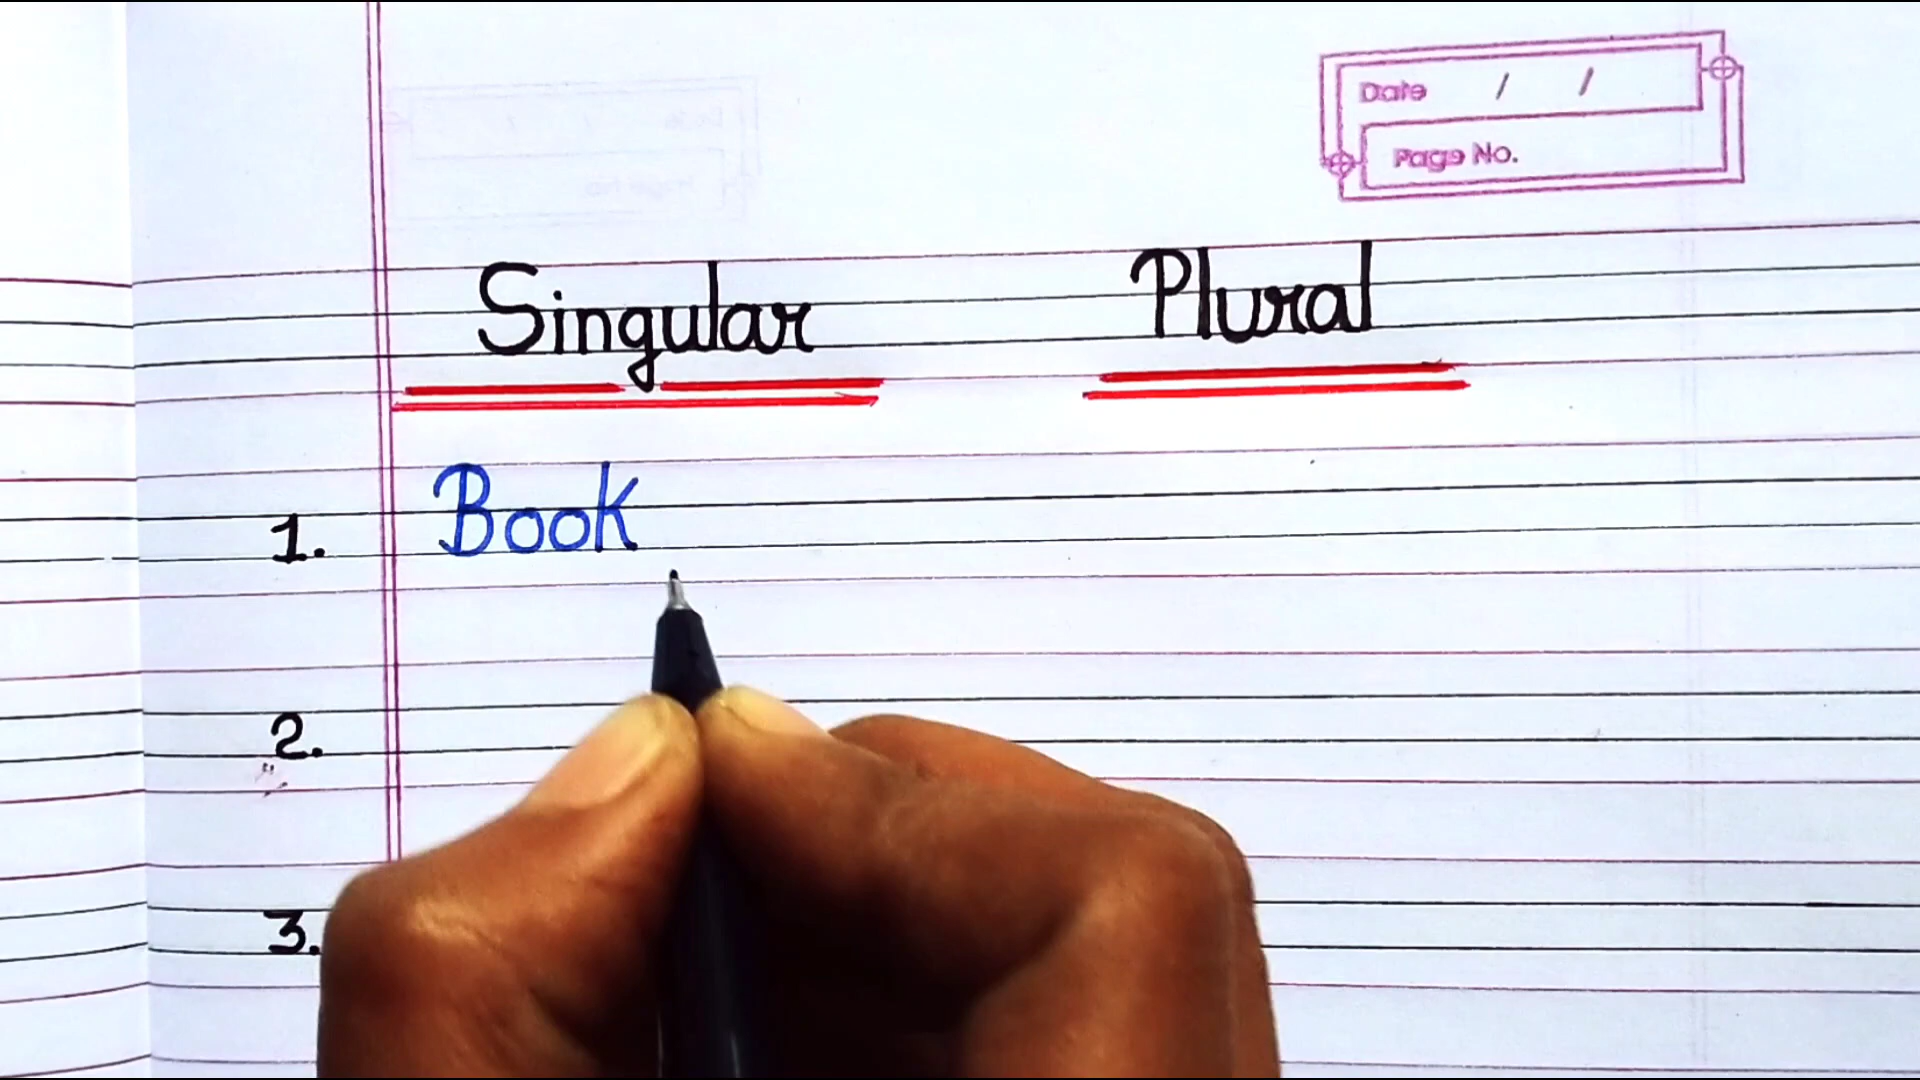 Date / /
Page No.
Singular Plural
1. Book
2.
3.